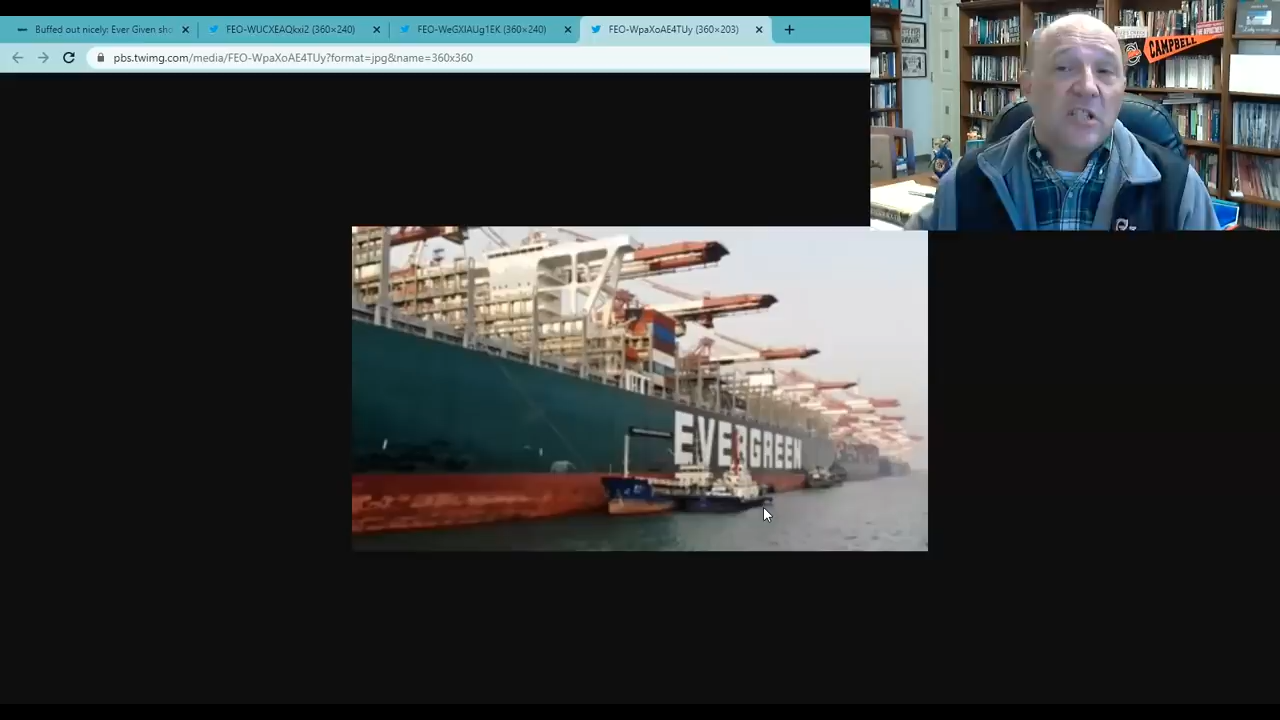 Buffed out nicely: Ever Given sho
FEO-WUCXEAQkxi2 (360×240)
FEO-WeGXIAUg1EK (360×240)
FEO-WpaXoAE4TUy (360×203)
pbs.twimg.com/media/FEO-WpaXoAE4TUy?format=jpg&name=360x360
CAMPBELL
EVERGREEN